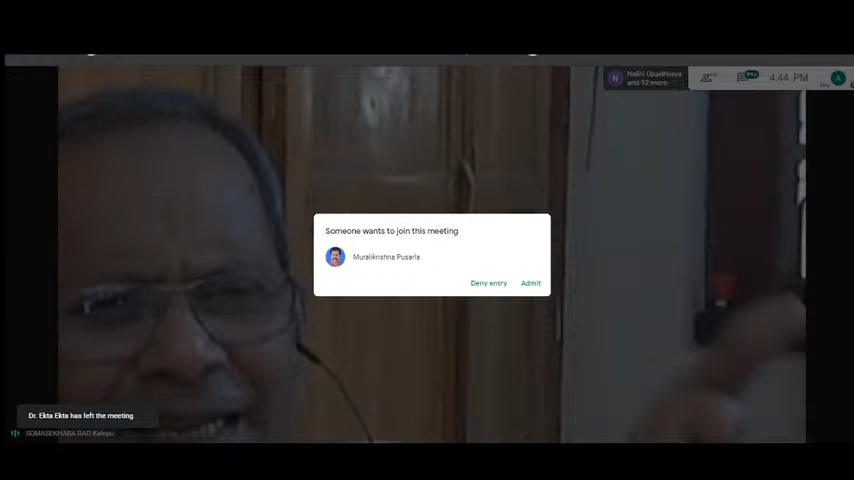 N
Nalini Upadhyaya
and 92 more
4:44 PM
A
Someone wants to join this meeting
Muralikrishna Pusarla
Deny entry
Admit
Dr. Ekta Ekta has left the meeting
SOMASEKHARA RAO Kalepu